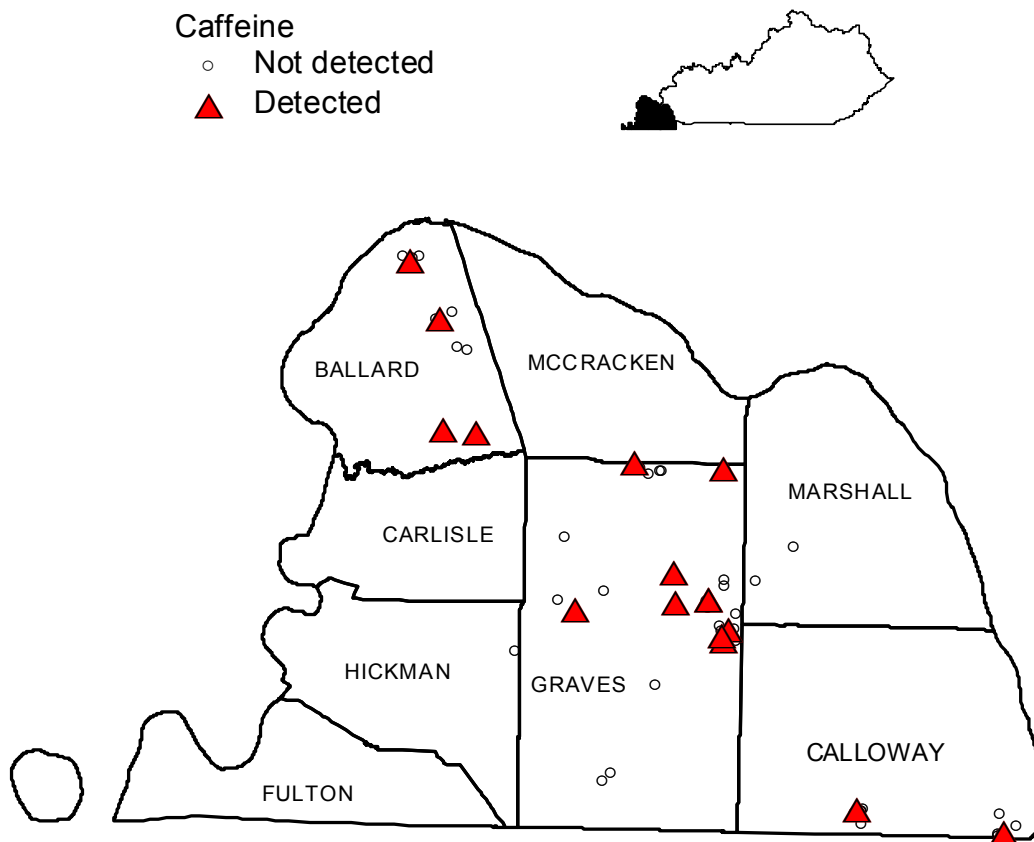 Caffeine
Not detected
Detected
BALLARD
MCCRACKEN
MARSHALL
CARLISLE
HICKMAN
GRAVES
CALLOWAY
FULTON